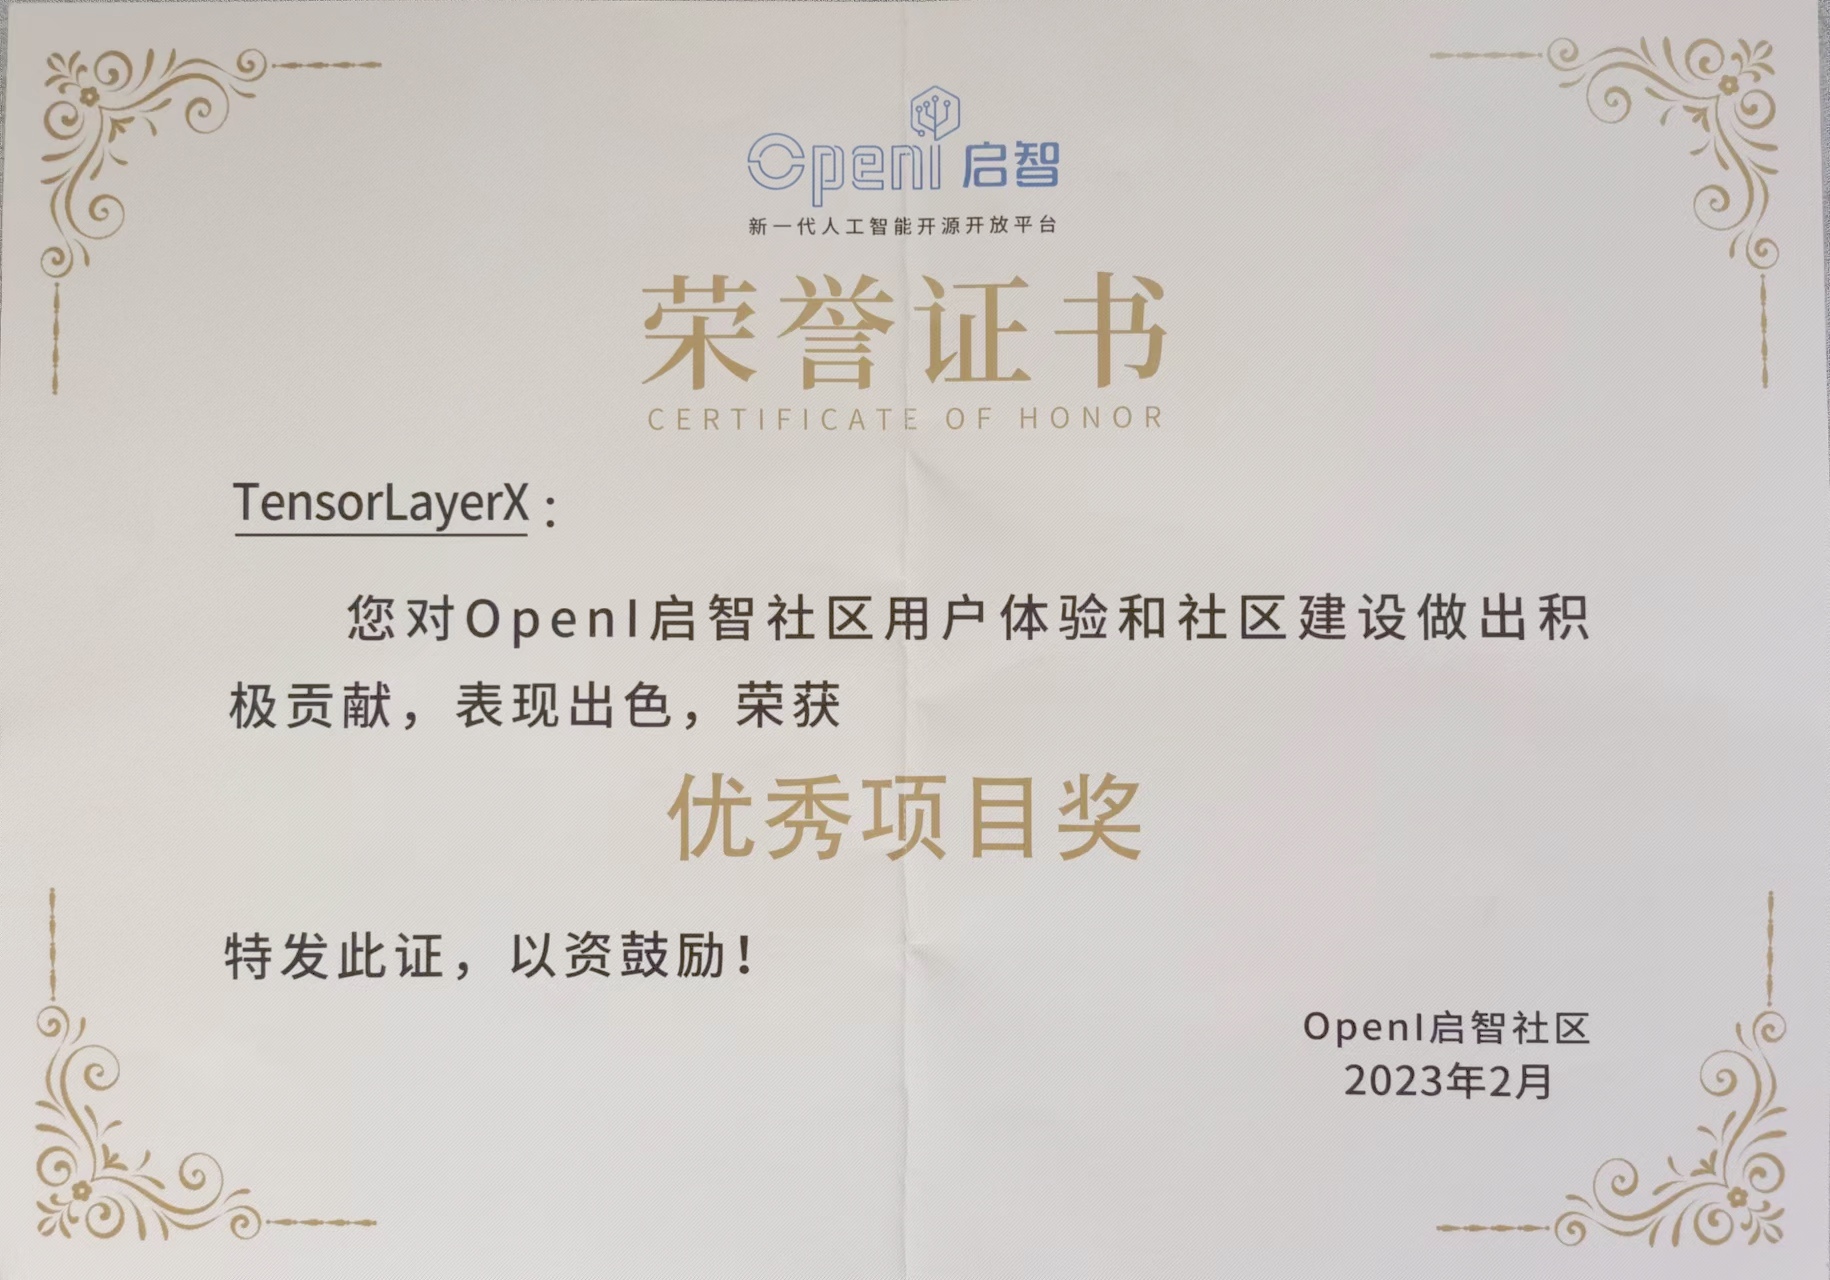 OpenI 启智
新一代人工智能开源开放平台
荣誉证书
CERTIFICATE OF HONOR
TensorLayerX：
您对OpenI启智社区用户体验和社区建设做出积
极贡献，表现出色，荣获
优秀项目奖
特发此证，以资鼓励！
OpenI启智社区
2023年2月